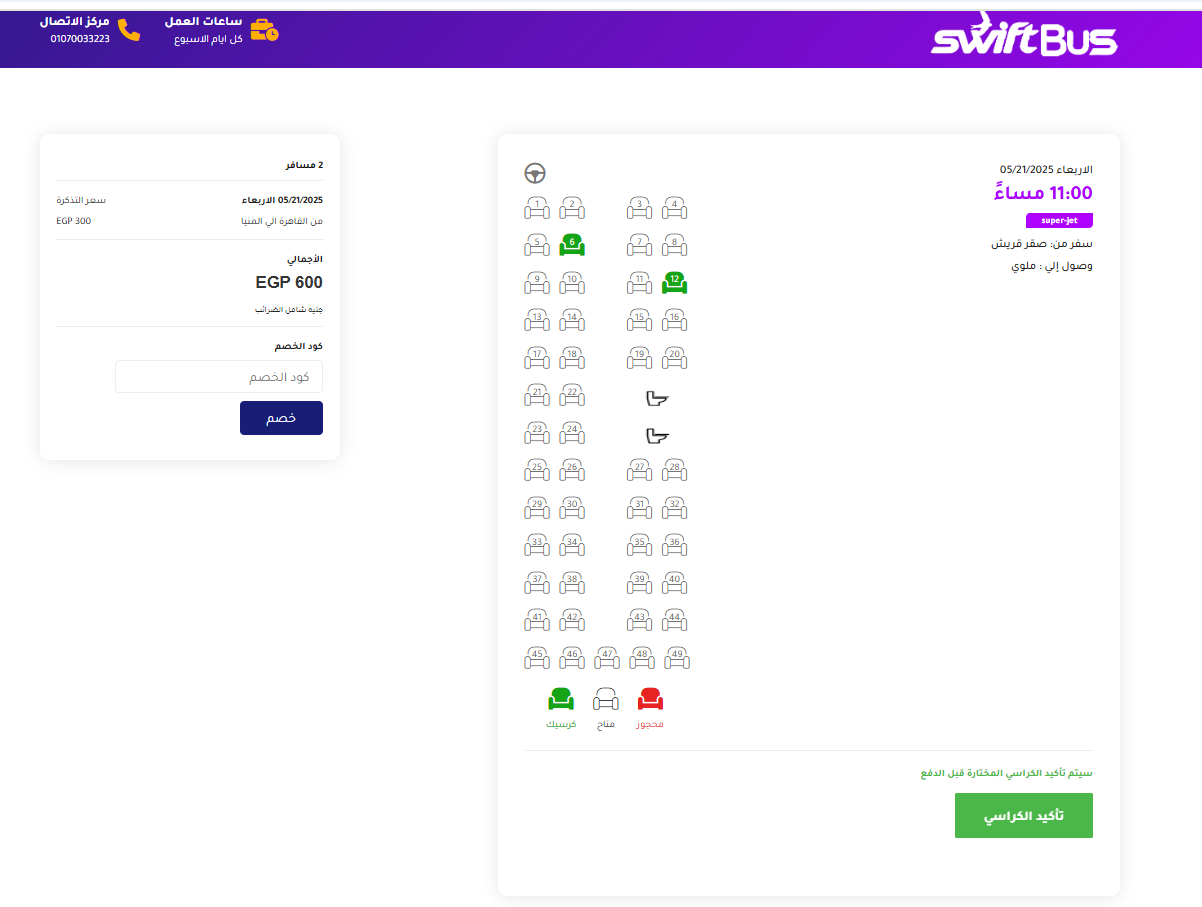 swiftBus
ساعات العمل
كل ايام الاسبوع
مركز الاتصال
01070033223
الاربعاء 05/21/2025
11:00 مساءً
super-jet
سفر من: صقر قريش
وصول إلي : ملوي
1 2 3 4
5 6 7 8
9 10 11 12
13 14 15 16
17 18 19 20
21 22
23 24
25 26 27 28
29 30 31 32
33 34 35 36
37 38 39 40
41 42 43 44
45 46 47 48 49
محجوز
متاح
كرسيك
سيتم تأكيد الكراسي المختارة قبل الدفع
تأكيد الكراسي
2 مسافر
05/21/2025 الاربعاء
سعر التذكرة
من القاهرة الي المنيا
EGP 300
الأجمالي
EGP 600
جنيه شامل الضرائب
كود الخصم
كود الخصم
خصم